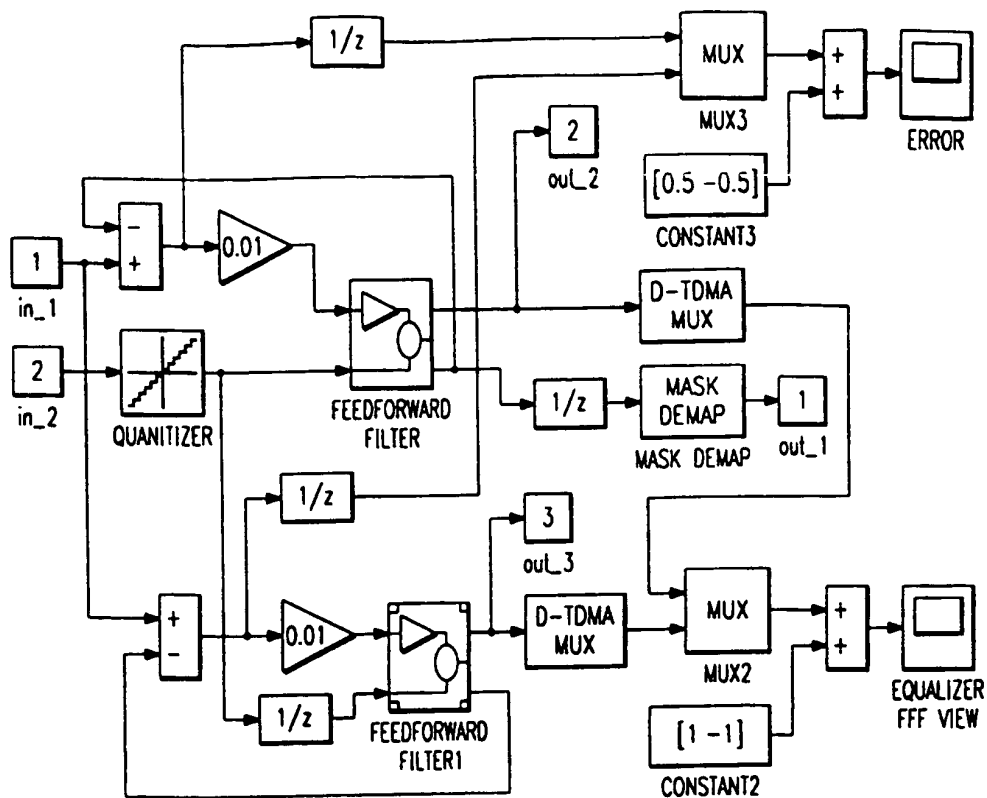 1/z
MUX
MUX3
+
+
ERROR
2
out_2
[0.5 -0.5]
CONSTANT3
-
+
0.01
1
in_1
D-TDMA
MUX
2
in_2
QUANITIZER
FEEDFORWARD
FILTER
1/z
MASK
DEMAP
MASK DEMAP
1
out_1
1/z
3
out_3
+
-
0.01
D-TDMA
MUX
MUX
MUX2
+
+
EQUALIZER
FFF VIEW
1/z
FEEDFORWARD
FILTER1
[1 -1]
CONSTANT2